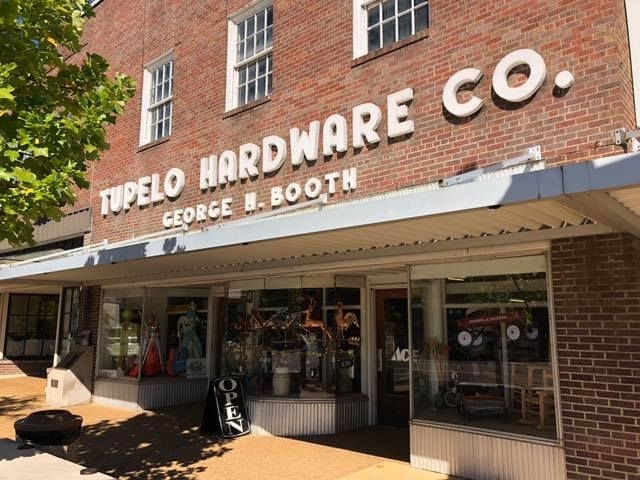 TUPELO HARDWARE CO.
GEORGE H. BOOTH
ACE
OPEN